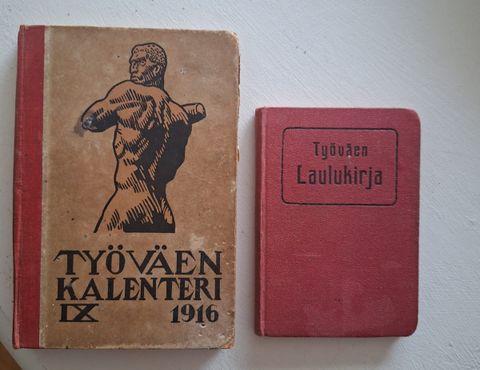 TYÖVÄEN
KALENTERI
IX 1916
Työväen
Laulukirja